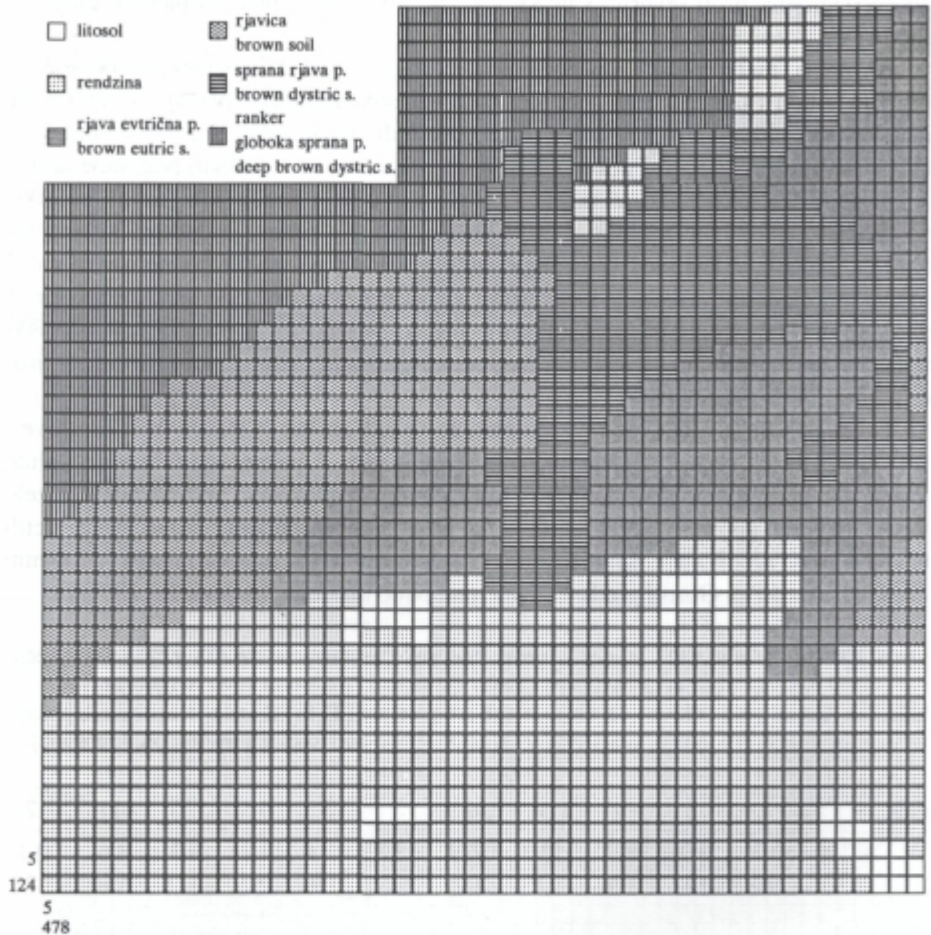 litosol
rendzina
rjava evtrična p.
brown eutric s.
rjavica
brown soil
sprana rjava p.
brown dystric s.
ranker
globoka sprana p.
deep brown dystric s.
5
124
5
478